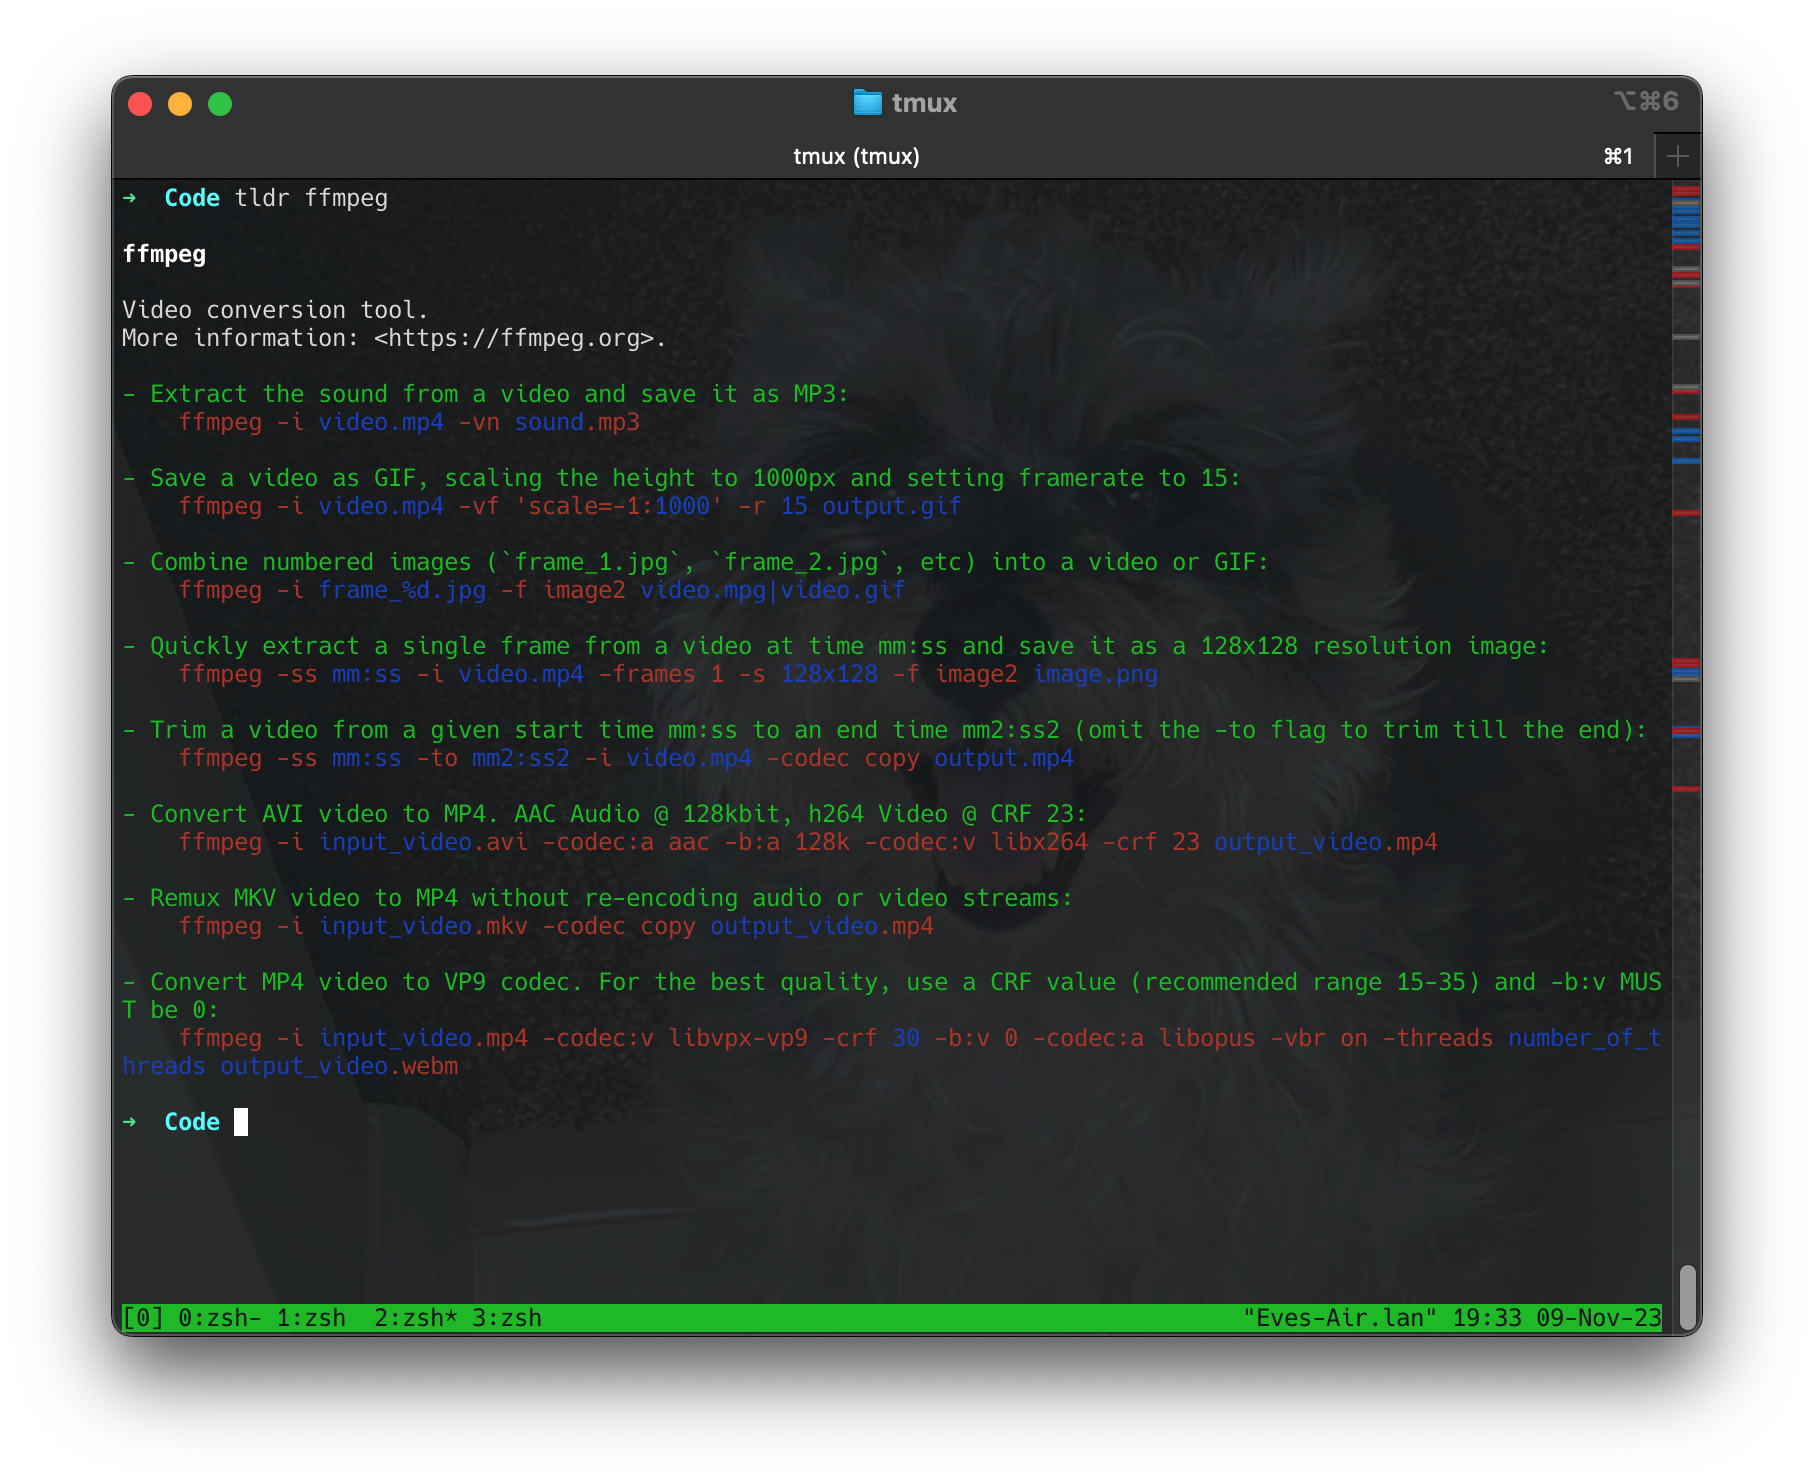 tmux
⌥⌘6
tmux (tmux)
⌘1
+
→  Code tldr ffmpeg
ffmpeg
Video conversion tool.
More information: <https://ffmpeg.org>.
- Extract the sound from a video and save it as MP3:
    ffmpeg -i video.mp4 -vn sound.mp3
- Save a video as GIF, scaling the height to 1000px and setting framerate to 15:
    ffmpeg -i video.mp4 -vf 'scale=-1:1000' -r 15 output.gif
- Combine numbered images (`frame_1.jpg`, `frame_2.jpg`, etc) into a video or GIF:
    ffmpeg -i frame_%d.jpg -f image2 video.mpg|video.gif
- Quickly extract a single frame from a video at time mm:ss and save it as a 128x128 resolution image:
    ffmpeg -ss mm:ss -i video.mp4 -frames 1 -s 128x128 -f image2 image.png
- Trim a video from a given start time mm:ss to an end time mm2:ss2 (omit the -to flag to trim till the end):
    ffmpeg -ss mm:ss -to mm2:ss2 -i video.mp4 -codec copy output.mp4
- Convert AVI video to MP4. AAC Audio @ 128kbit, h264 Video @ CRF 23:
    ffmpeg -i input_video.avi -codec:a aac -b:a 128k -codec:v libx264 -crf 23 output_video.mp4
- Remux MKV video to MP4 without re-encoding audio or video streams:
    ffmpeg -i input_video.mkv -codec copy output_video.mp4
- Convert MP4 video to VP9 codec. For the best quality, use a CRF value (recommended range 15-35) and -b:v MUS
T be 0:
    ffmpeg -i input_video.mp4 -codec:v libvpx-vp9 -crf 30 -b:v 0 -codec:a libopus -vbr on -threads number_of_t
hreads output_video.webm
→  Code
[0] 0:zsh- 1:zsh  2:zsh* 3:zsh "Eves-Air.lan" 19:33 09-Nov-23